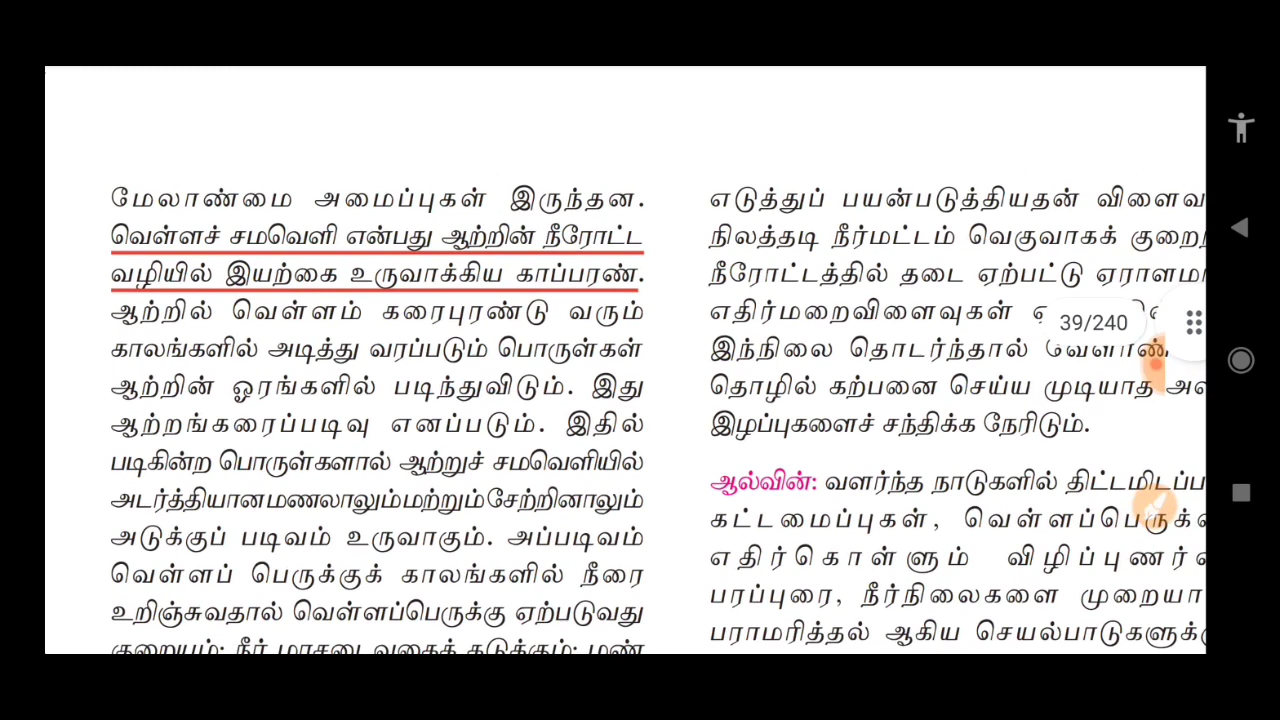 மேலாண்மை அமைப்புகள் இருந்தன.
வெள்ளச் சமவெளி என்பது ஆற்றின் நீரோட்ட
வழியில் இயற்கை உருவாக்கிய காப்பரண்.
ஆற்றில் வெள்ளம் கரைபுரண்டு வரும்
காலங்களில் அடித்து வரப்படும் பொருள்கள்
ஆற்றின் ஓரங்களில் படிந்துவிடும். இது
ஆற்றங்கரைப்படிவு எனப்படும். இதில்
படிகின்ற பொருள்களால் ஆற்றுச் சமவெளியில்
அடர்த்தியானமணலாலும்மற்றும்சேற்றினாலும்
அடுக்குப் படிவம் உருவாகும். அப்படிவம்
வெள்ளப் பெருக்குக் காலங்களில் நீரை
உறிஞ்சுவதால் வெள்ளப்பெருக்கு ஏற்படுவது
குறையும்; நீர் மாசடைவதைத் தடுக்கும்; மண்
எடுத்துப் பயன்படுத்தியதன் விளைவ
நிலத்தடி நீர்மட்டம் வெகுவாகக்
நீரோட்டத்தில் தடை ஏற்பட்டு ஏராளமா
எதிர்மறைவிளைவுகள்
39/240
இந்நிலை தொடர்ந்தால்
தொழில் கற்பனை செய்ய முடியாத
இழப்புகளைச் சந்திக்க நேரிடும்.
ஆல்வின்: வளர்ந்த நாடுகளில் திட்டமிடப்ப
கட்டமைப்புகள், வெள்ளப்பெருக்
எதிர்கொள்ளும் விழிப்புணர்
பரப்புரை, நீர்நிலைகளை முறையா
பராமரித்தல் ஆகிய செயல்பாடுகளுக்கு